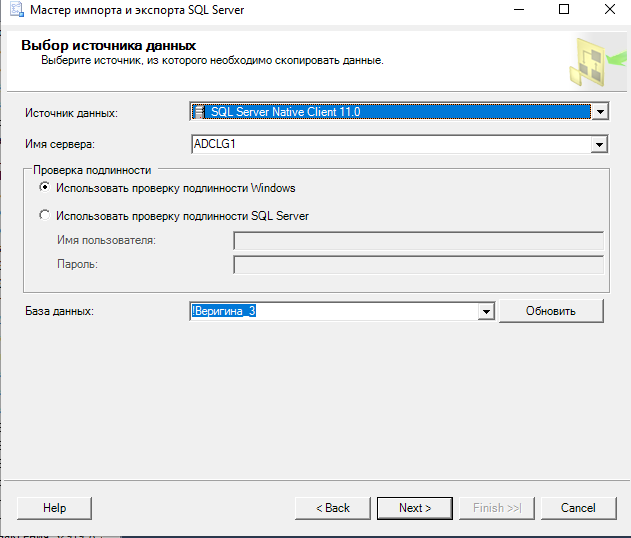 Мастер импорта и экспорта SQL Server
Выбор источника данных
Выберите источник, из которого необходимо скопировать данные.
Источник данных: SQL Server Native Client 11.0
Имя сервера: ADCLG1
Проверка подлинности
Использовать проверку подлинности Windows
Использовать проверку подлинности SQL Server
Имя пользователя:
Пароль:
База данных: !Веригина_3 Обновить
Help < Back Next > Finish >>| Cancel